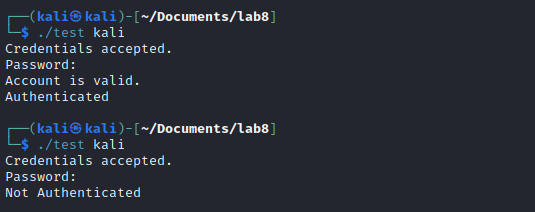 ┌──(kali㉿kali)-[~/Documents/lab8]
└─$ ./test kali
Credentials accepted.
Password:
Account is valid.
Authenticated
┌──(kali㉿kali)-[~/Documents/lab8]
└─$ ./test kali
Credentials accepted.
Password:
Not Authenticated